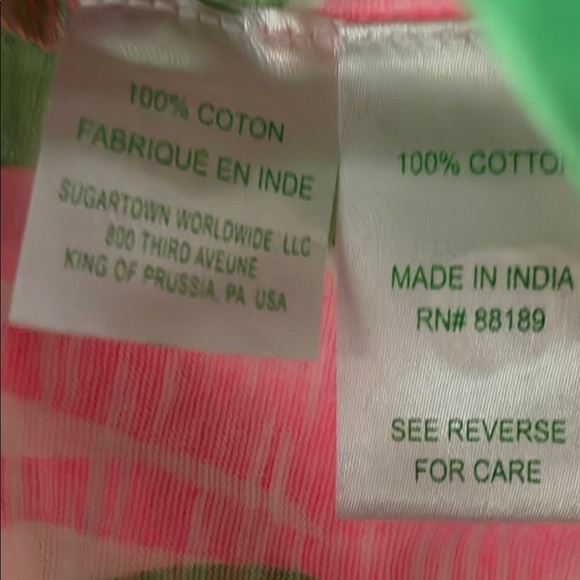 100% COTON
FABRIQUÉ EN INDE
SUGARTOWN WORLDWIDE, LLC
800 THIRD AVEUNE
KING OF PRUSSIA, PA USA
100% COTTO
MADE IN INDIA
RN# 88189
SEE REVERSE
FOR CARE